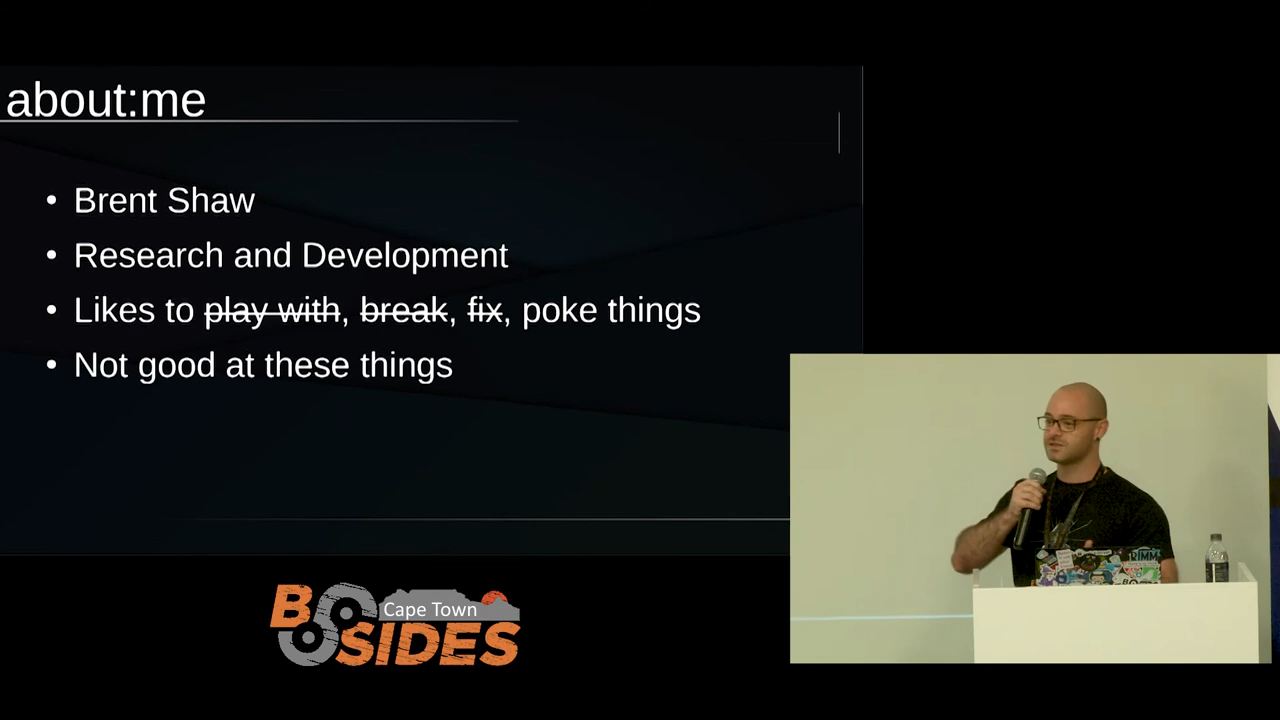 about:me
• Brent Shaw
• Research and Development
• Likes to play with, break, fix, poke things
• Not good at these things
Cape Town
BSIDES